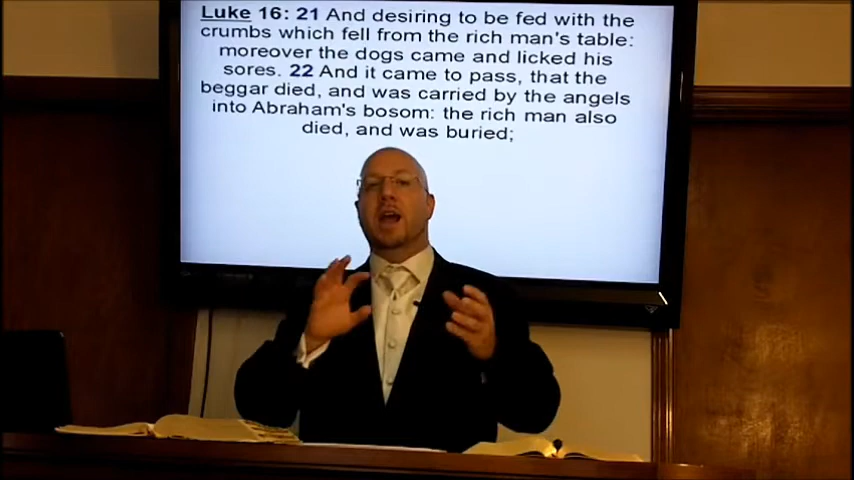 Luke 16: 21 And desiring to be fed with the
crumbs which fell from the rich man's table:
moreover the dogs came and licked his
sores. 22 And it came to pass, that the
beggar died, and was carried by the angels
into Abraham's bosom: the rich man also
died, and was buried;